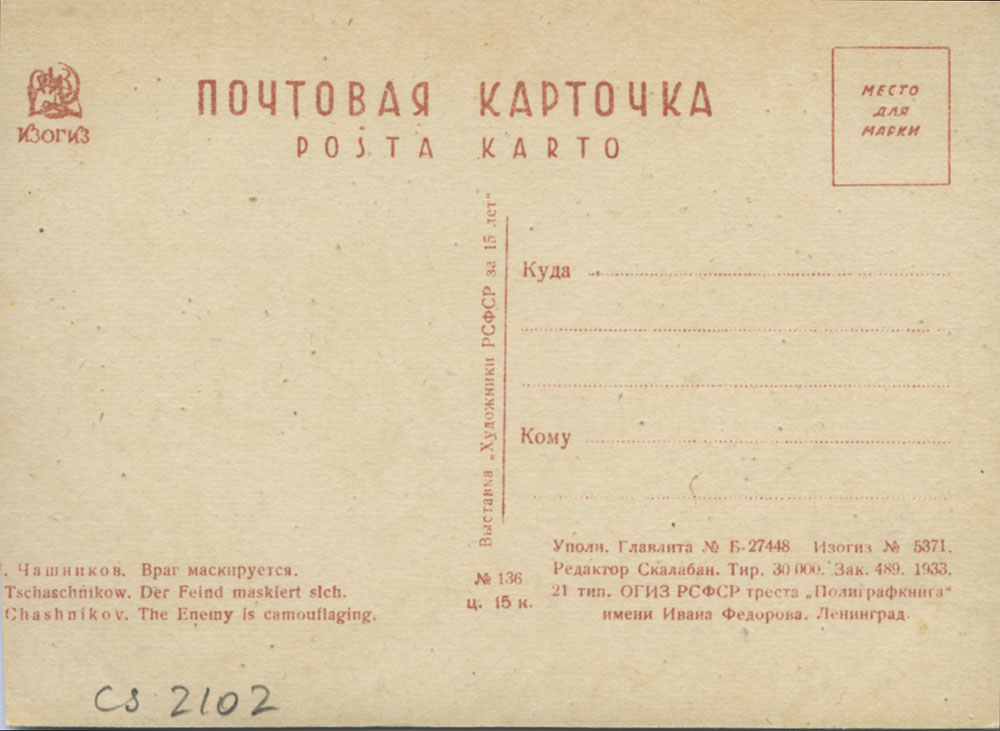 ИЗОГИЗ
ПОЧТОВАЯ КАРТОЧКА
POŜTA KARTO
МЕСТО
ДЛЯ
МАРКИ
Выставка „Художники РСФСР за 15 лет“
Куда
Кому
. Чашников. Враг маскируется.
Tschaschnikow. Der Feind maskiert sich.
Chashnikov. The Enemy is camouflaging.
№ 136
ц. 15 к.
Уполн. Главлита № Б-27448. Изогиз № 5371.
Редактор Скалабан. Тир. 30 000. Зак. 489. 1933.
21 тип. ОГИЗ РСФСР треста „Полиграфкнига“
имени Ивана Федорова. Ленинград.
CS 2102